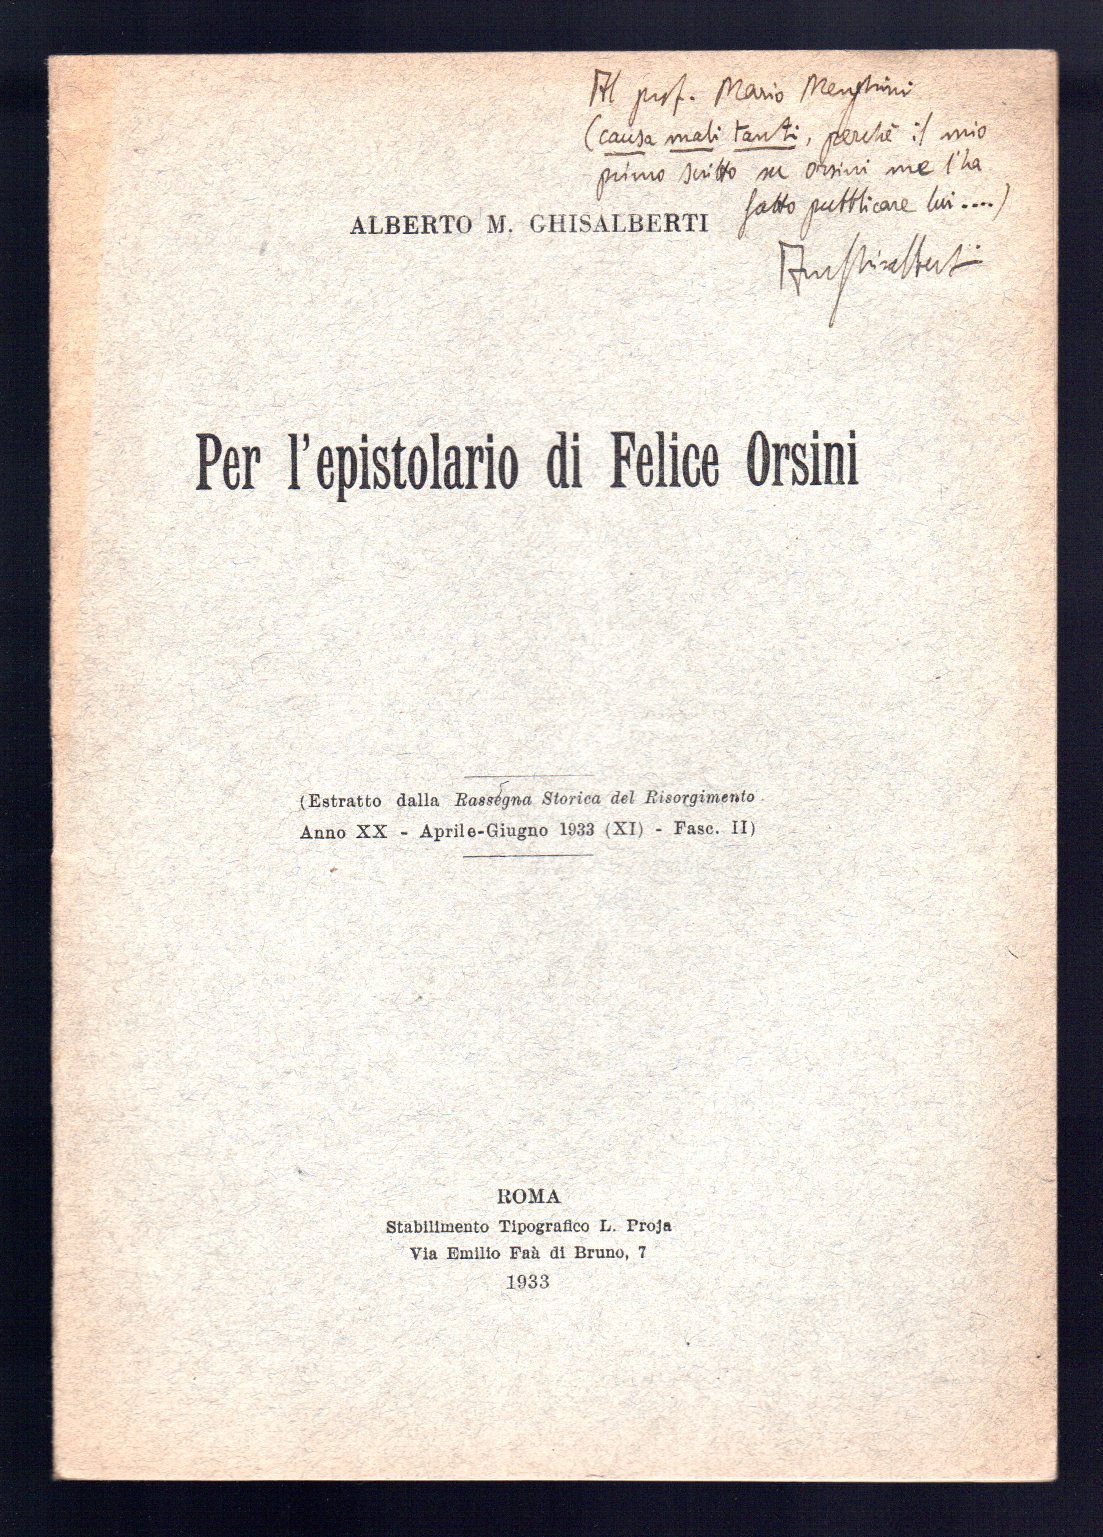 Al prof. Mario Menghini
(causa mali tanti, perchè il mio
primo scritto su Orsini me l'ha
fatto pubblicare lui....)
AMGhisalberti
ALBERTO M. GHISALBERTI
Per l'epistolario di Felice Orsini
(Estratto dalla Rassegna Storica del Risorgimento
Anno XX - Aprile-Giugno 1933 (XI) - Fasc. II)
ROMA
Stabilimento Tipografico L. Proja
Via Emilio Faà di Bruno, 7
1933